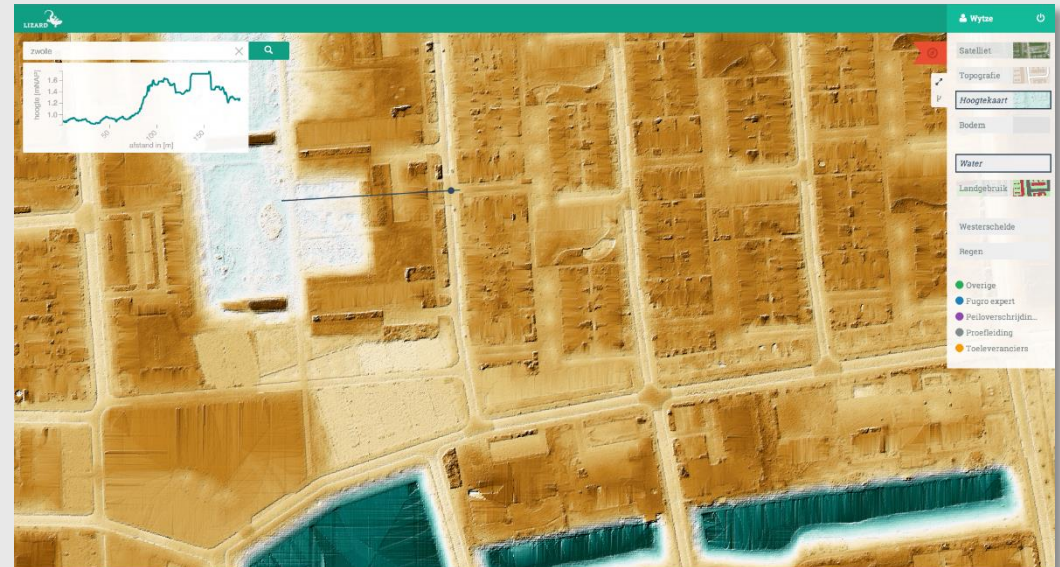 LIZARD
Wytze
zwolle
hoogte [mNAP]
1.6
1.4
1.2
1.0
50
100
150
afstand in [m]
Satelliet
Topografie
Hoogtekaart
Bodem
Water
Landgebruik
Westerschelde
Regen
Overige
Fugro expert
Peiloverschrijdin...
Proefleiding
Toeleveranciers